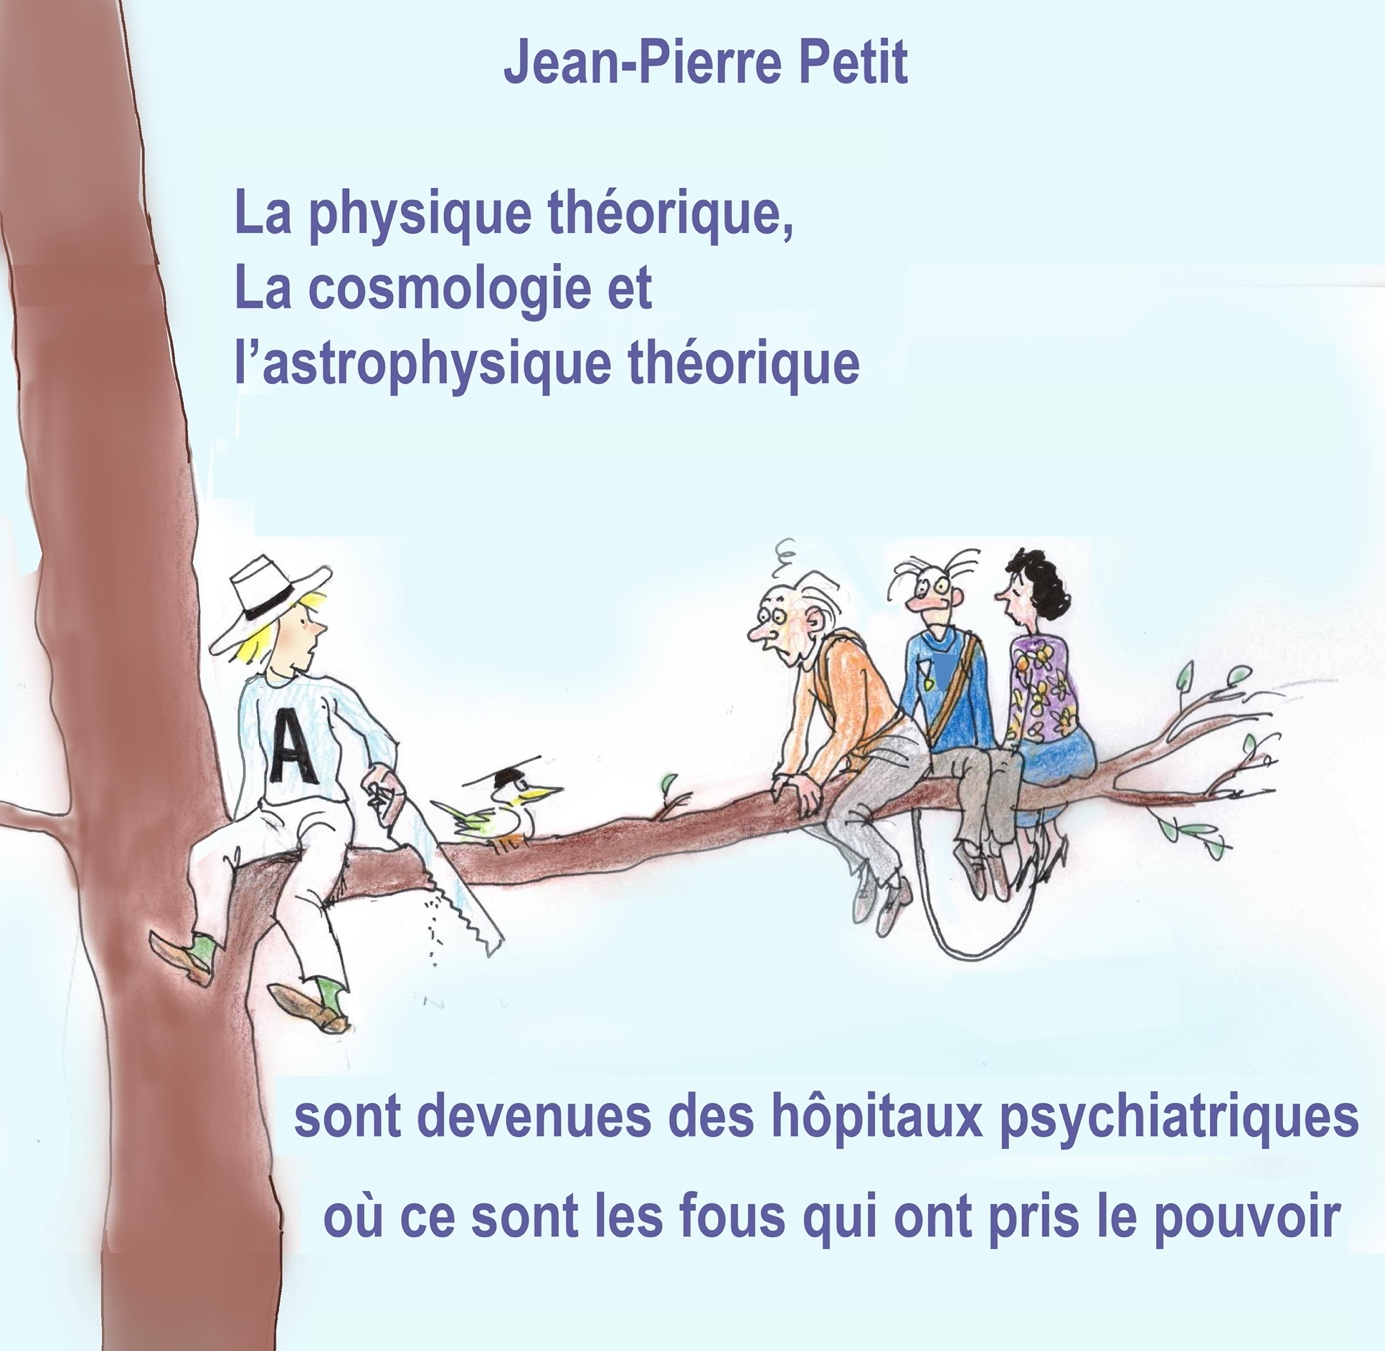 Jean-Pierre Petit
La physique théorique,
La cosmologie et
l’astrophysique théorique
A
sont devenues des hôpitaux psychiatriques
où ce sont les fous qui ont pris le pouvoir